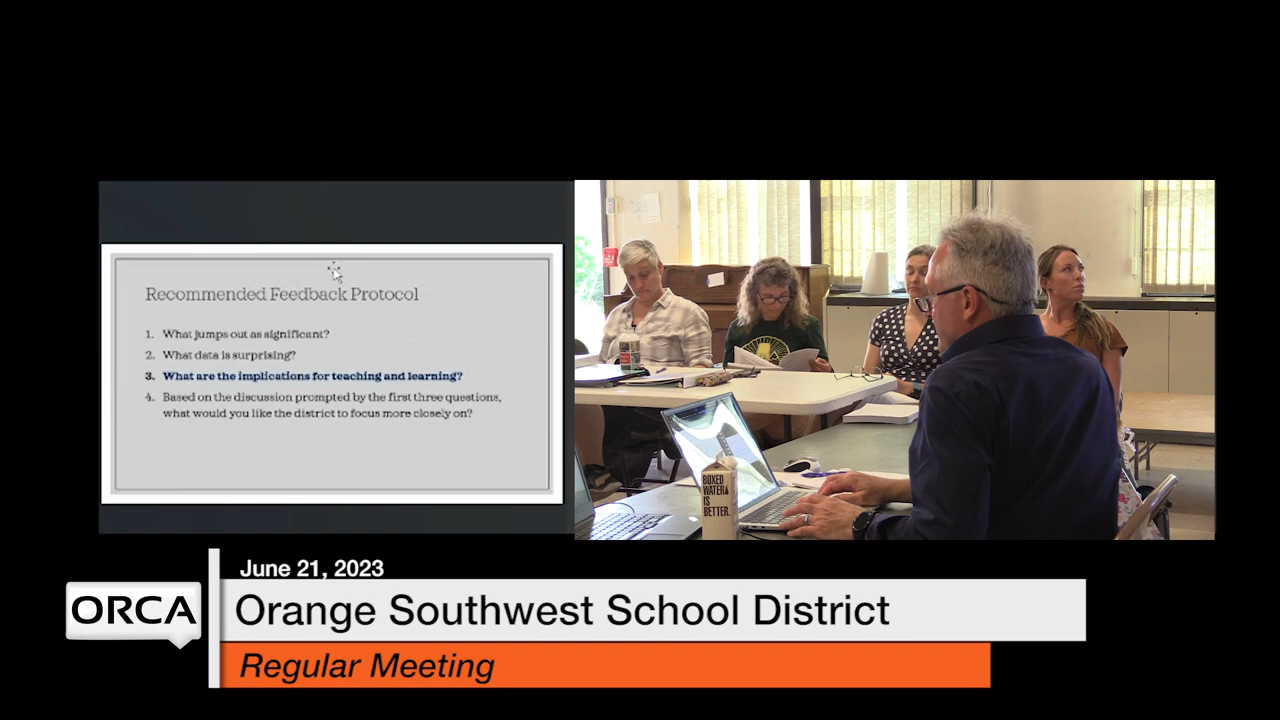 Recommended Feedback Protocol
1. What jumps out as significant?
2. What data is surprising?
3. What are the implications for teaching and learning?
4. Based on the discussion prompted by the first three questions,
what would you like the district to focus more closely on?
BOXED
WATER
IS
BETTER.
June 21, 2023
ORCA
Orange Southwest School District
Regular Meeting